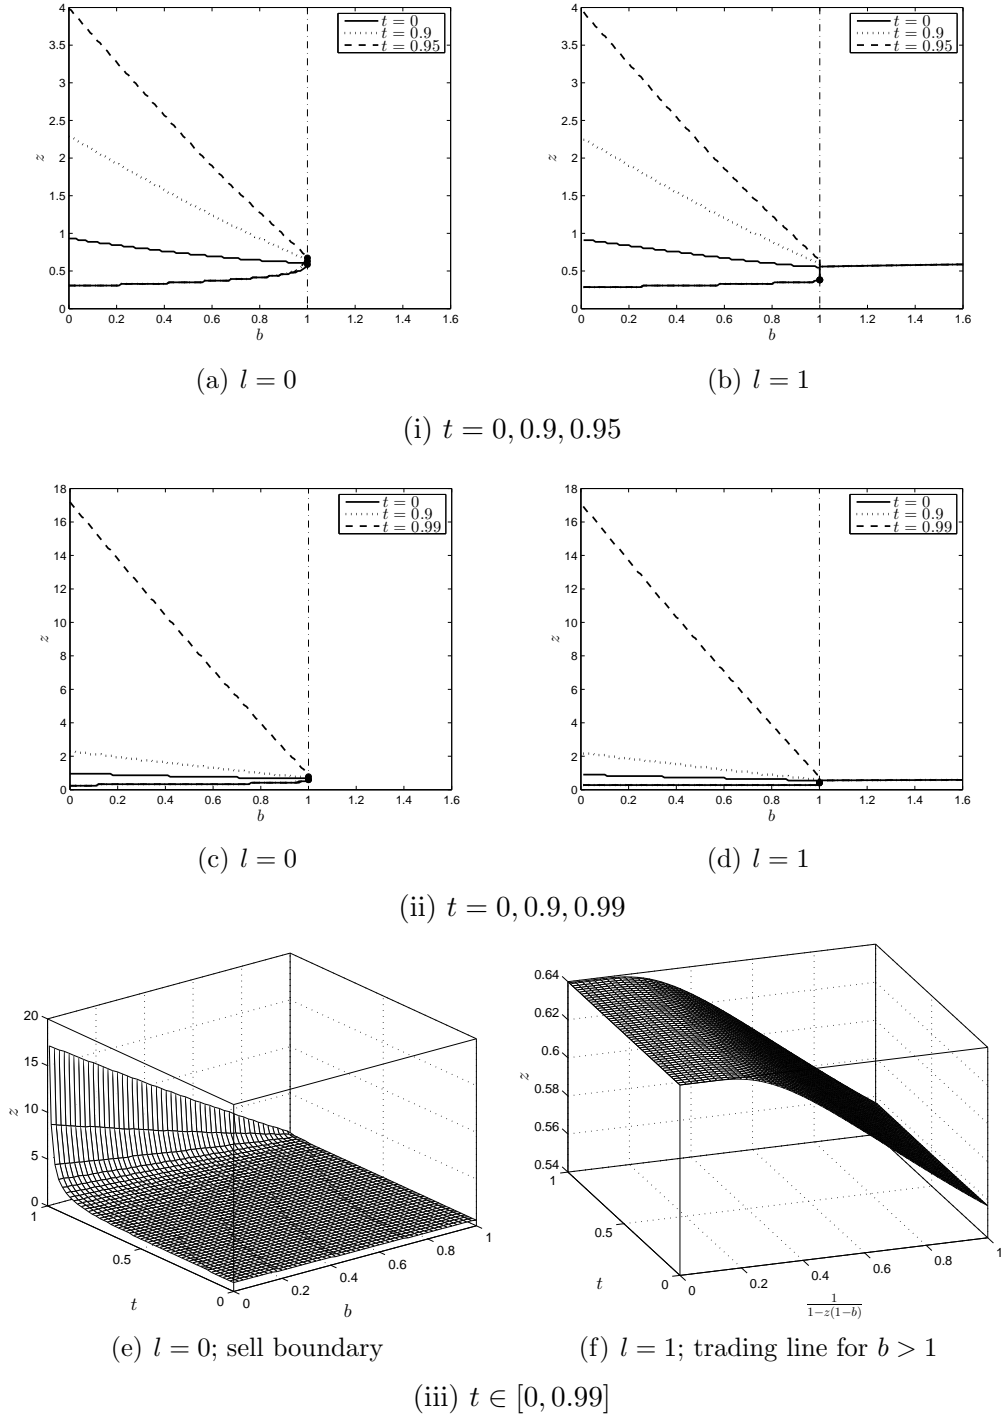 4
3.5
3
2.5
2
1.5
1
0.5
0
z
0 0.2 0.4 0.6 0.8 1 1.2 1.4 1.6
b
t = 0
t = 0.9
t = 0.95
(a) l = 0
4
3.5
3
2.5
2
1.5
1
0.5
0
z
0 0.2 0.4 0.6 0.8 1 1.2 1.4 1.6
b
t = 0
t = 0.9
t = 0.95
(b) l = 1
(i) t = 0, 0.9, 0.95
18
16
14
12
10
8
6
4
2
0
z
0 0.2 0.4 0.6 0.8 1 1.2 1.4 1.6
b
t = 0
t = 0.9
t = 0.99
(c) l = 0
18
16
14
12
10
8
6
4
2
0
z
0 0.2 0.4 0.6 0.8 1 1.2 1.4 1.6
b
t = 0
t = 0.9
t = 0.99
(d) l = 1
(ii) t = 0, 0.9, 0.99
20
15
10
5
0
z
1
0.5
0
t
0
0.2
0.4
0.6
0.8
1
b
(e) l = 0; sell boundary
0.64
0.62
0.6
0.58
0.56
0.54
z
1
0.5
0
t
0
0.2
0.4
0.6
0.8
1
1
1−z(1−b)
(f) l = 1; trading line for b > 1
(iii) t ∈ [0, 0.99]